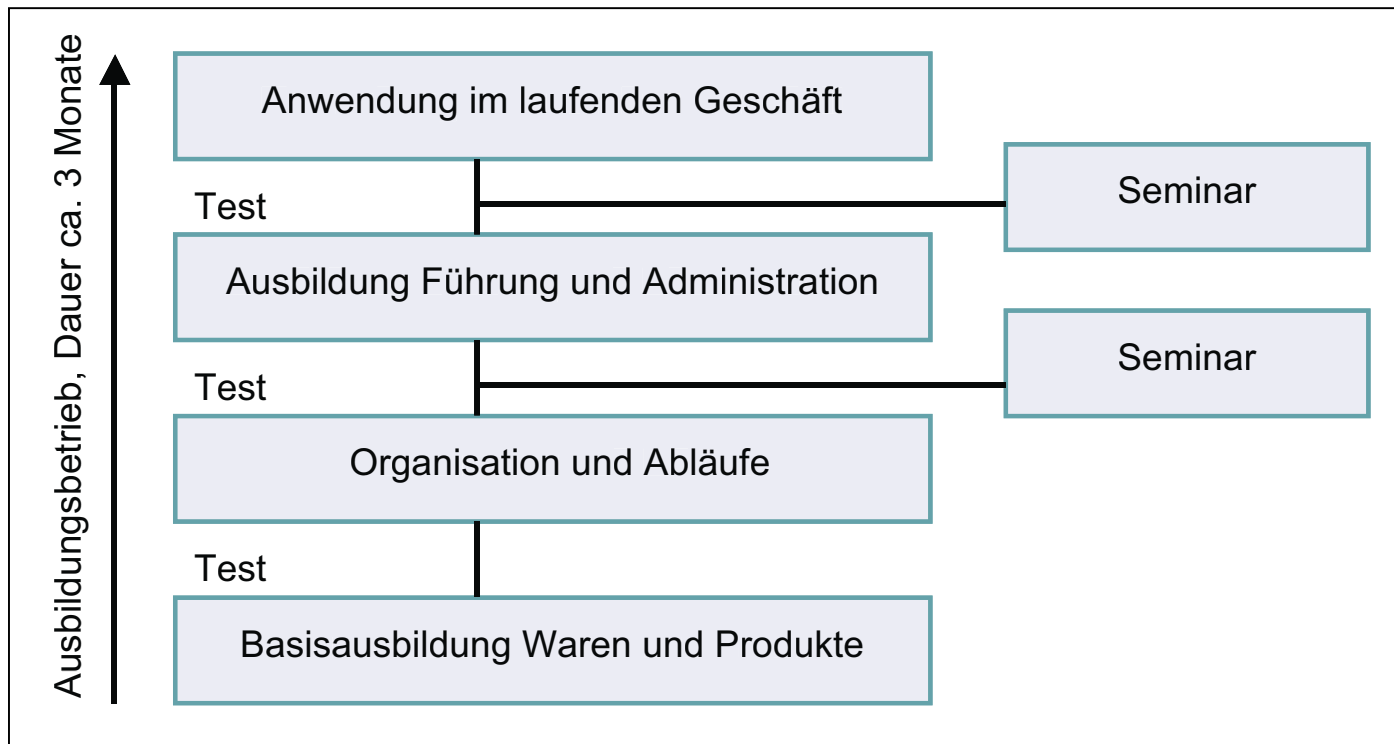 Ausbildungsbetrieb, Dauer ca. 3 Monate
Anwendung im laufenden Geschäft
Seminar
Test
Ausbildung Führung und Administration
Seminar
Test
Organisation und Abläufe
Test
Basisausbildung Waren und Produkte